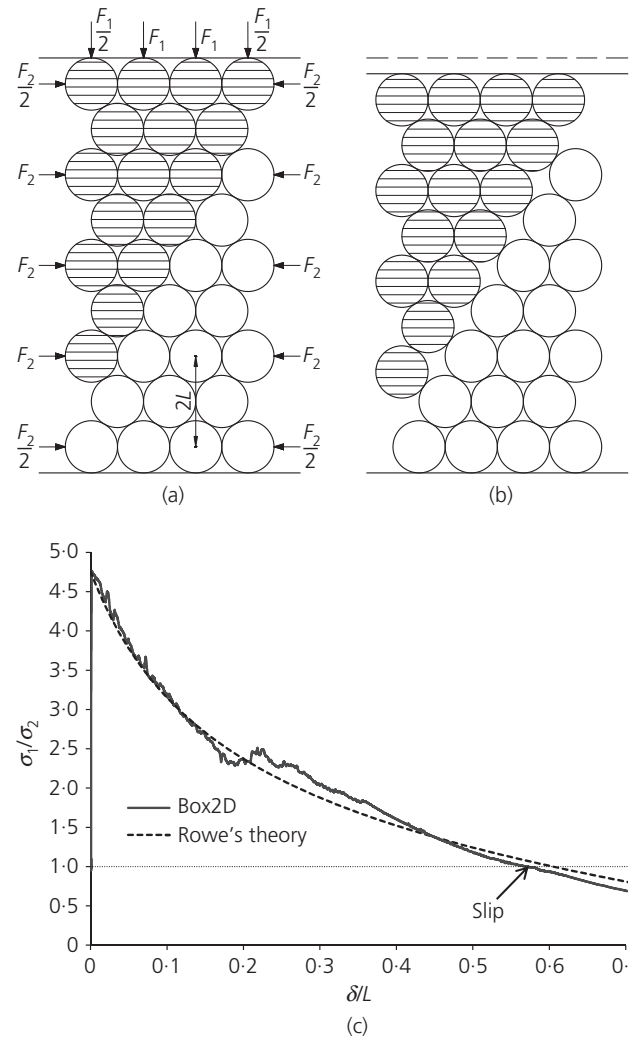 F₁/2 F₁ F₁ F₁/2
F₂/2 F₂/2
F₂ F₂
F₂ F₂
F₂ F₂
2L
F₂/2 F₂/2
(a) (b)
5·0
4·5
4·0
3·5
3·0
2·5
2·0
1·5
1·0
0·5
0
σ₁/σ₂
Box2D
Rowe's theory
Slip
0 0·1 0·2 0·3 0·4 0·5 0·6 0·
δ/L
(c)